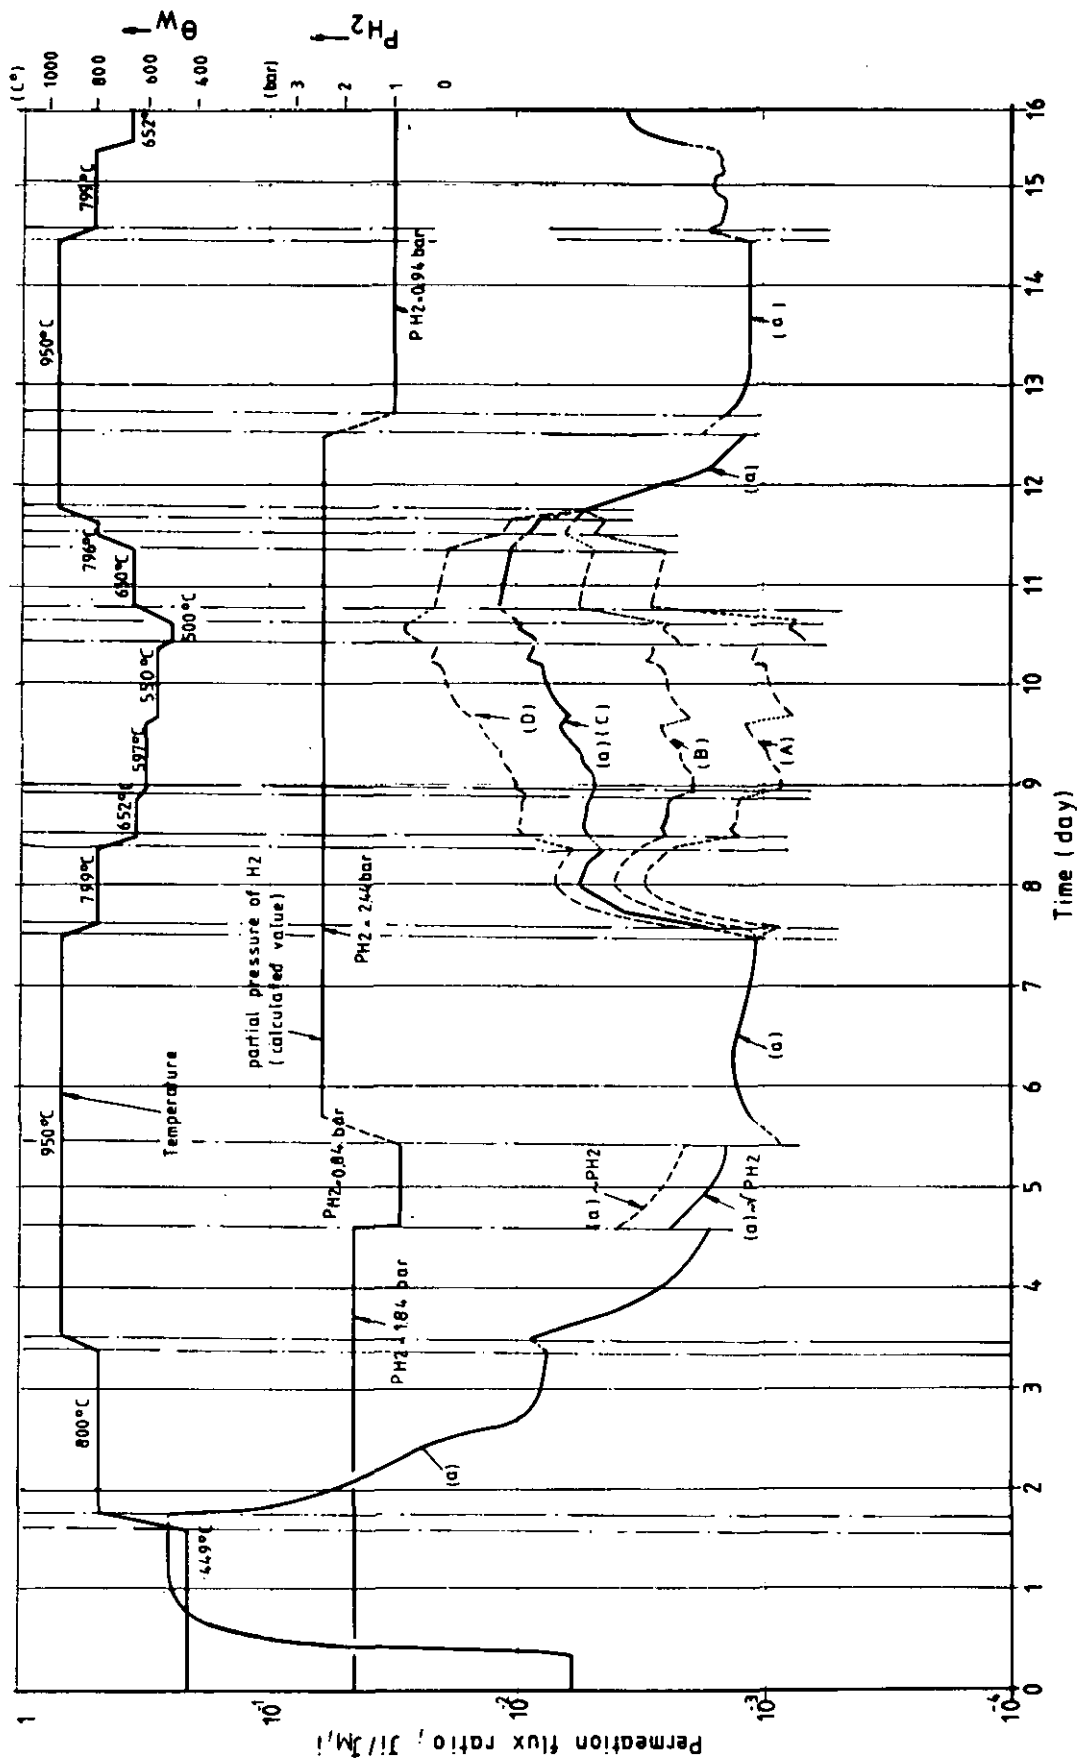 Permeation flux ratio, Ji/JM,i
1
10^-1
10^-2
10^-3
10^-4
Time (day)
0
1
2
3
4
5
6
7
8
9
10
11
12
13
14
15
16
(C°)
1000
800
600
400
θW
(bar)
3
2
1
0
PH2
449°C
800°C
950°C
Temperature
799°C
652°C
597°C
550°C
500°C
650°C
796°C
950°C
799°C
652°
PH2 = 1.84 bar
PH2=0.84 bar
partial pressure of H2
(calculated value)
PH2 = 2.44bar
PH2=0.94 bar
(a)
(a)~PH2
(a)~√PH2
(a)
(D)
(a)(C)
(B)
(A)
(a)
(a)